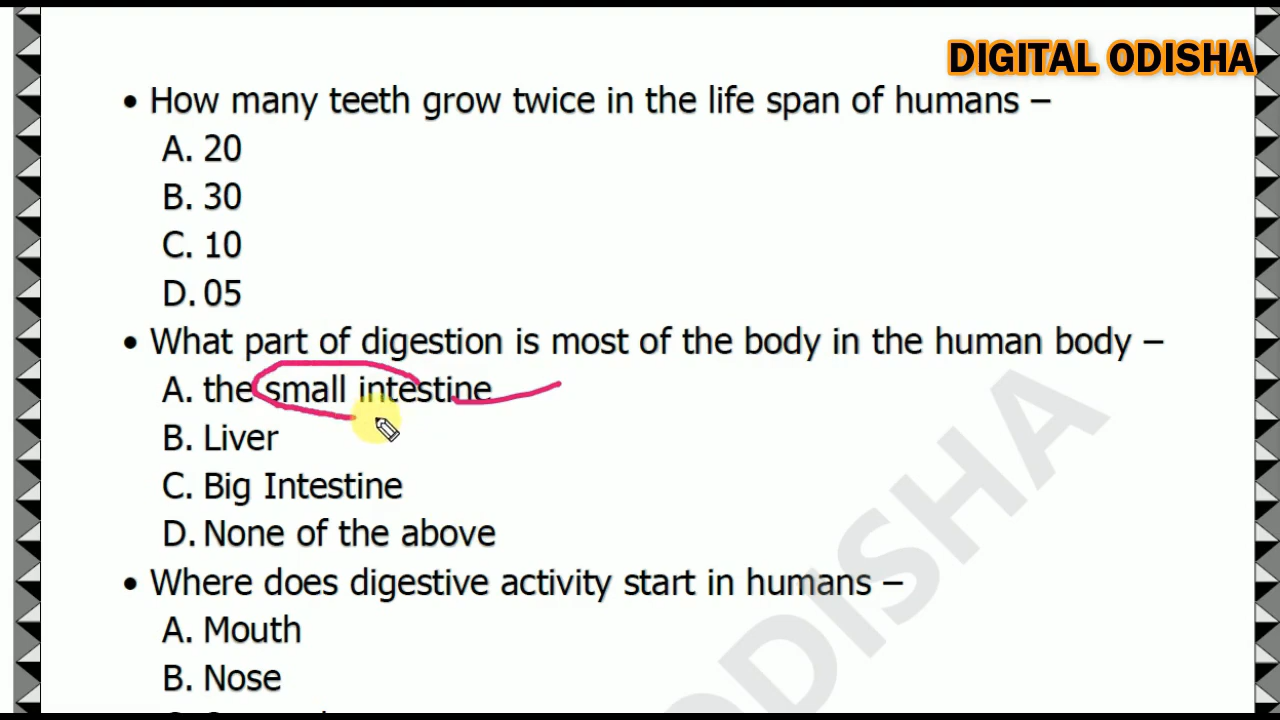 DIGITAL ODISHA
• How many teeth grow twice in the life span of humans –
A. 20
B. 30
C. 10
D. 05
• What part of digestion is most of the body in the human body –
A. the small intestine
B. Liver
C. Big Intestine
D. None of the above
• Where does digestive activity start in humans –
A. Mouth
B. Nose
ODISHA